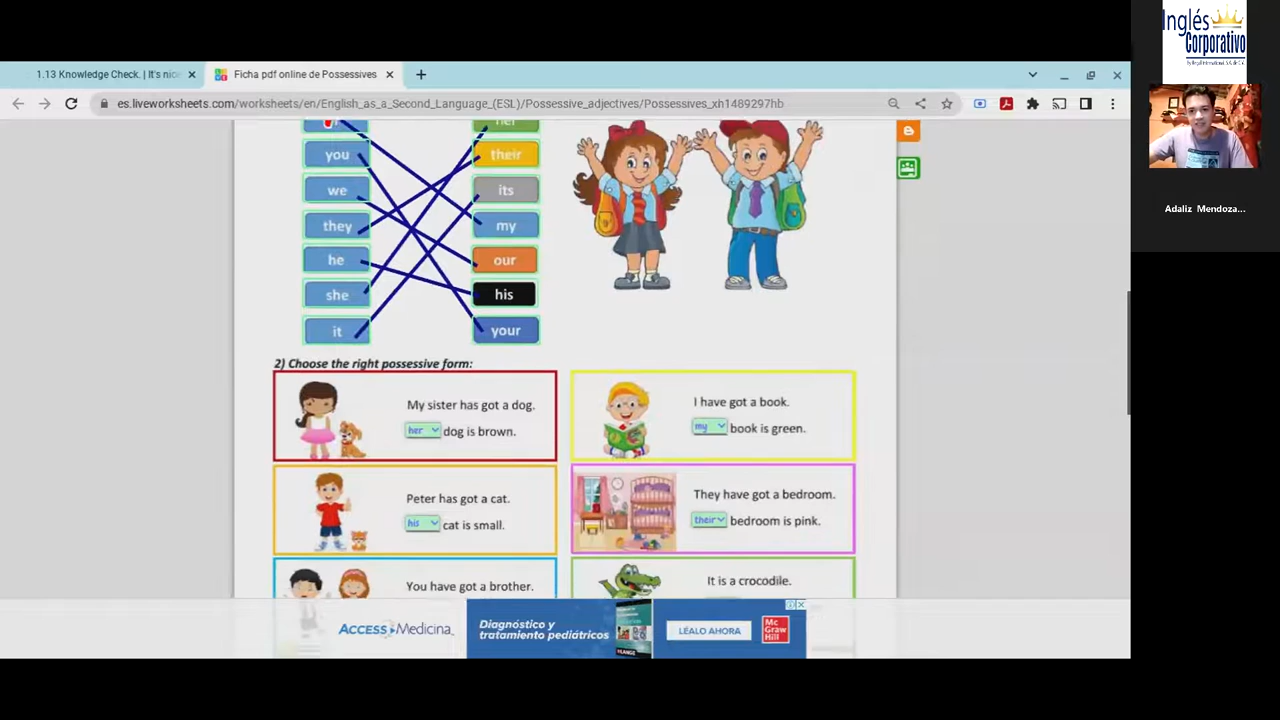 Inglés
Corporativo
1.13 Knowledge Check. | It's nic
Ficha pdf online de Possessives
es.liveworksheets.com/worksheets/en/English_as_a_Second_Language_(ESL)/Possessive_adjectives/Possessives_xh1489297hb
her
you
their
we
its
they
my
he
our
she
his
it
your
Adaliz Mendoza...
2) Choose the right possessive form:
My sister has got a dog.
her dog is brown.
I have got a book.
my book is green.
Peter has got a cat.
his cat is small.
They have got a bedroom.
their bedroom is pink.
You have got a brother.
It is a crocodile.
ACCESS Medicina
Diagnóstico y
tratamiento pediátricos
LANGE
LÉALO AHORA
Mc
Graw
Hill